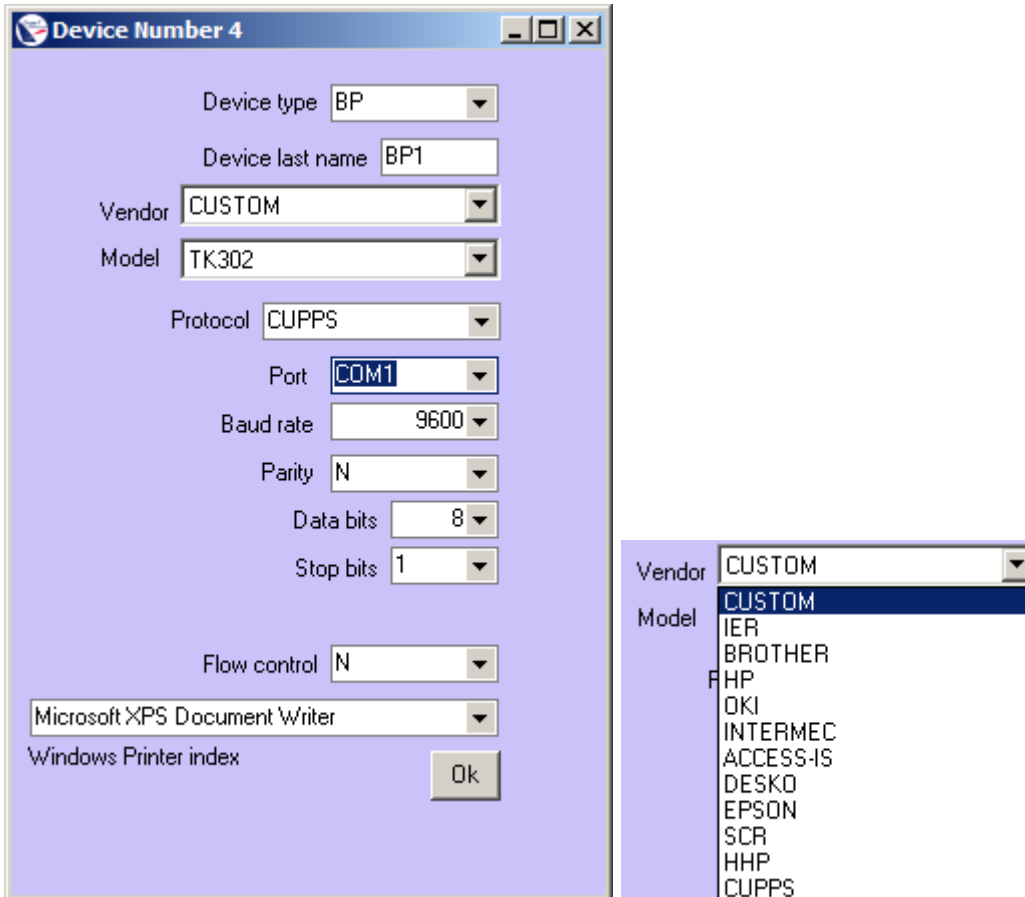 Device Number 4
Device type BP
Device last name BP1
Vendor CUSTOM
Model TK302
Protocol CUPPS
Port COM1
Baud rate 9600
Parity N
Data bits 8
Stop bits 1
Flow control N
Microsoft XPS Document Writer
Windows Printer index
Ok
Vendor CUSTOM
CUSTOM
Model
IER
BROTHER
HP
OKI
INTERMEC
ACCESS-IS
DESKO
EPSON
SCR
HHP
CUPPS